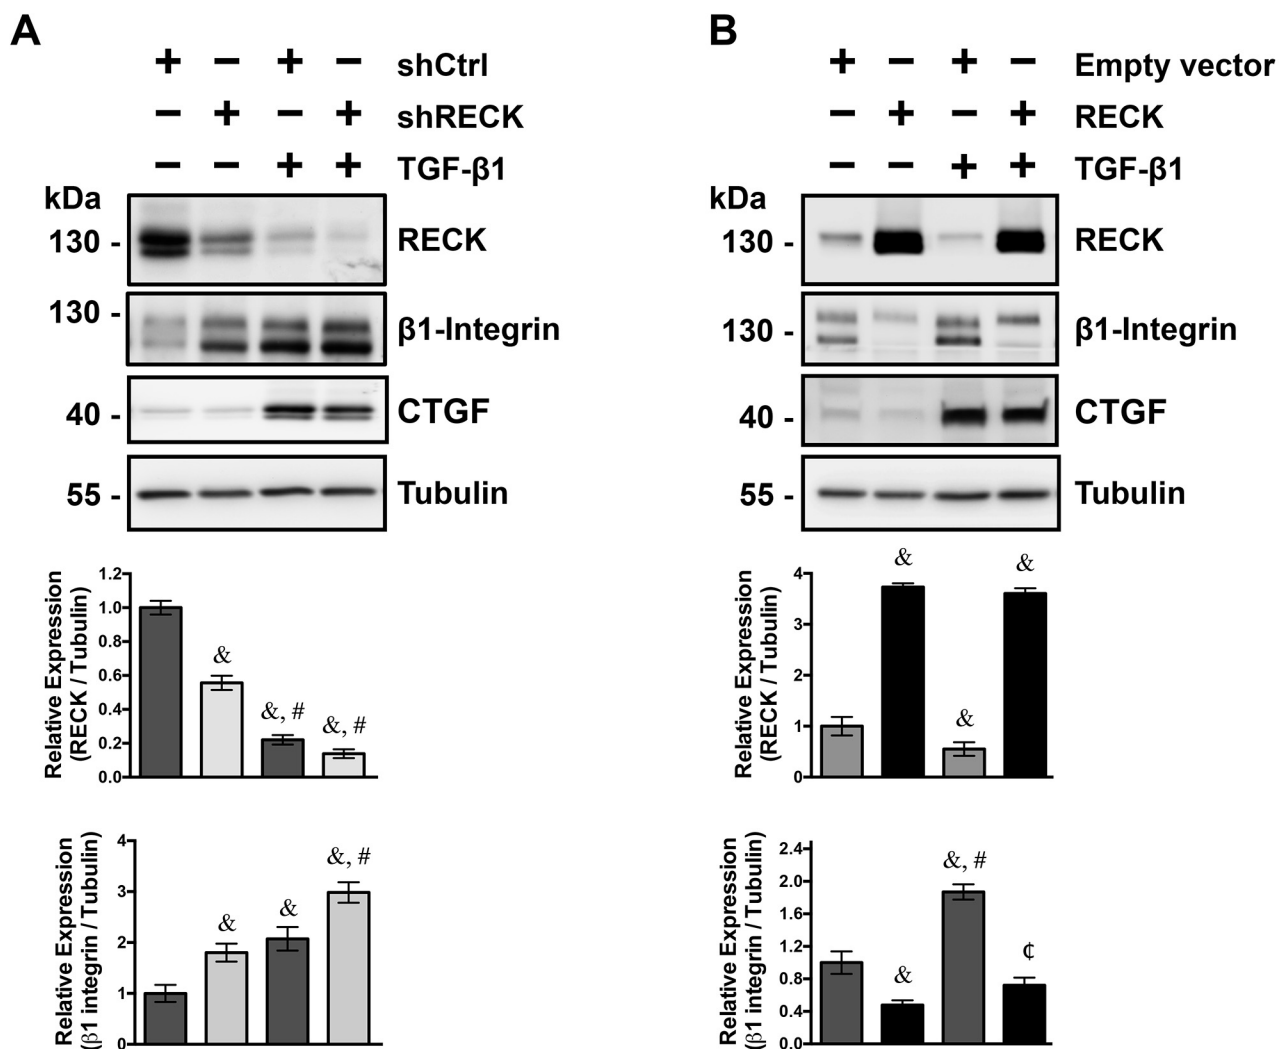 A
+ − + − shCtrl
− + − + shRECK
− − + + TGF-β1
kDa
130 - RECK
130 - β1-Integrin
40 - CTGF
55 - Tubulin
Relative Expression
(RECK / Tubulin)
1.2
1.0
0.8
0.6
0.4
0.2
0.0
&
&, #
&, #
Relative Expression
(β1 integrin / Tubulin)
4
3
2
1
0
&
&
&, #
B
+ − + − Empty vector
− + − + RECK
− − + + TGF-β1
kDa
130 - RECK
130 - β1-Integrin
40 - CTGF
55 - Tubulin
Relative Expression
(RECK / Tubulin)
4
3
2
1
0
&
&
&
Relative Expression
(β1 integrin / Tubulin)
2.4
2.0
1.6
1.2
0.8
0.4
0.0
&
&, #
¢